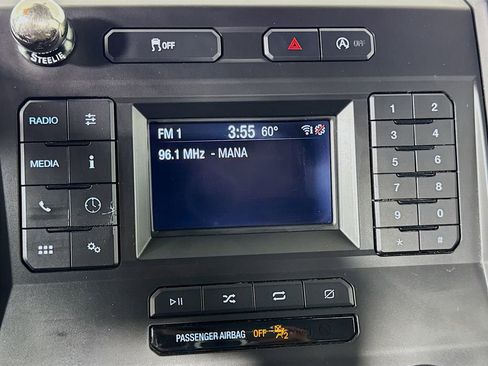 STEELIE
OFF
OFF
FM 1 3:55 60°
96.1 MHz - MANA
RADIO
MEDIA
1 2
3 4
5 6
7 8
9 0
* #
PASSENGER AIRBAG OFF 2